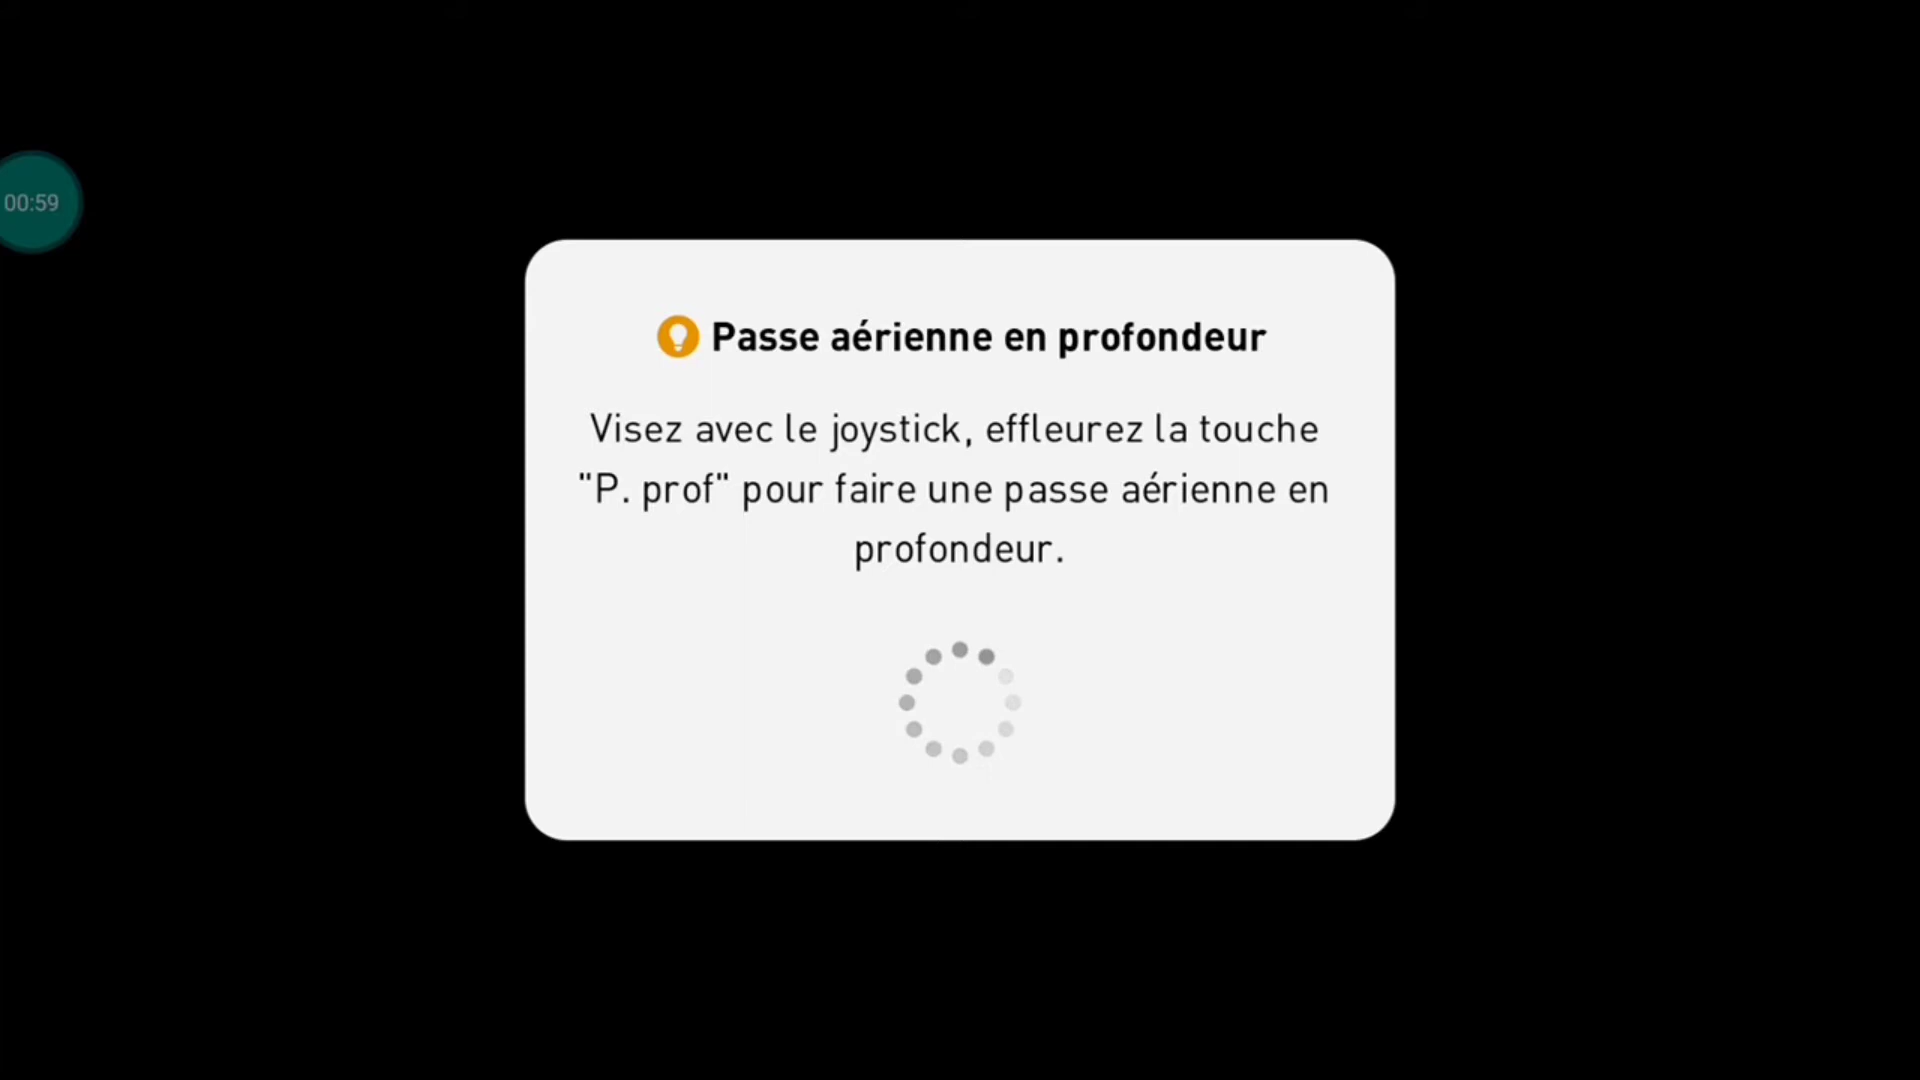 00:59
Passe aérienne en profondeur
Visez avec le joystick, effleurez la touche
"P. prof" pour faire une passe aérienne en
profondeur.